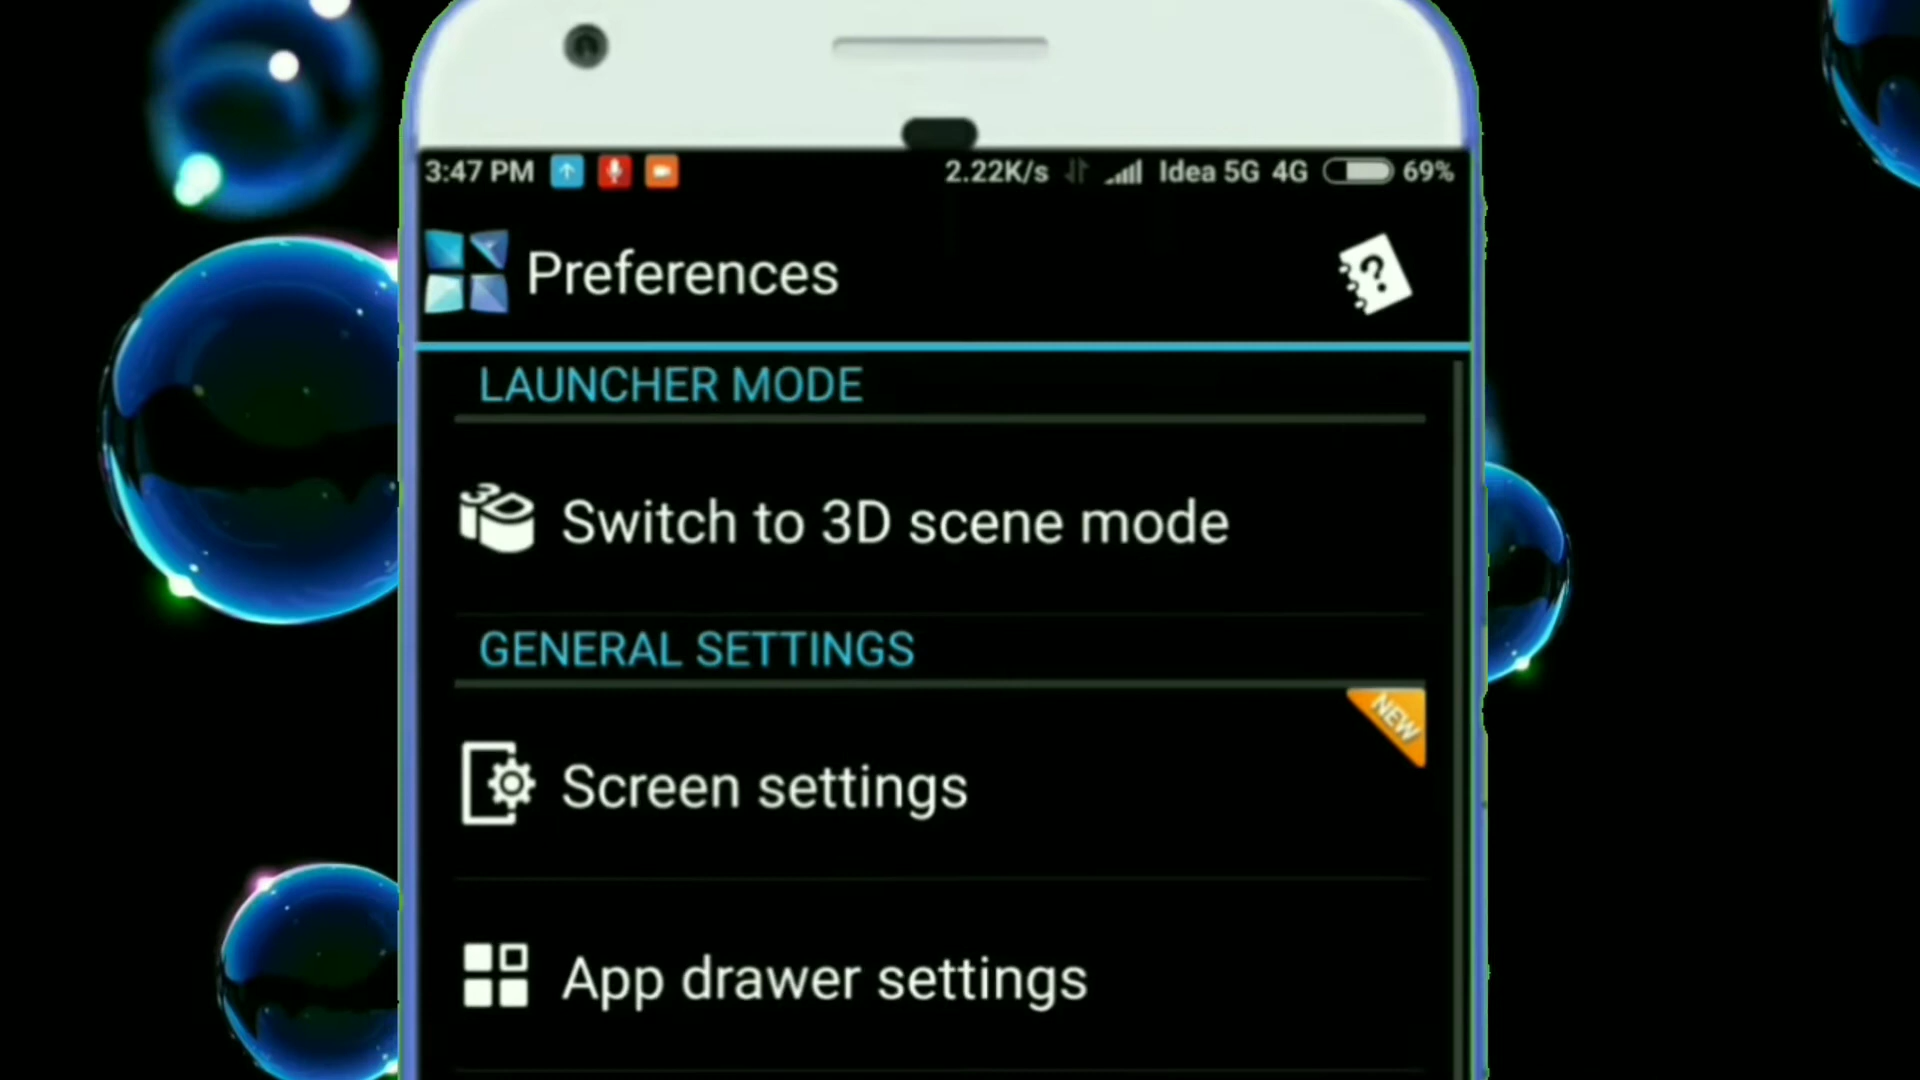 3:47 PM 2.22K/s Idea 5G 4G 69%
Preferences
?
LAUNCHER MODE
3D
Switch to 3D scene mode
GENERAL SETTINGS
NEW
Screen settings
App drawer settings